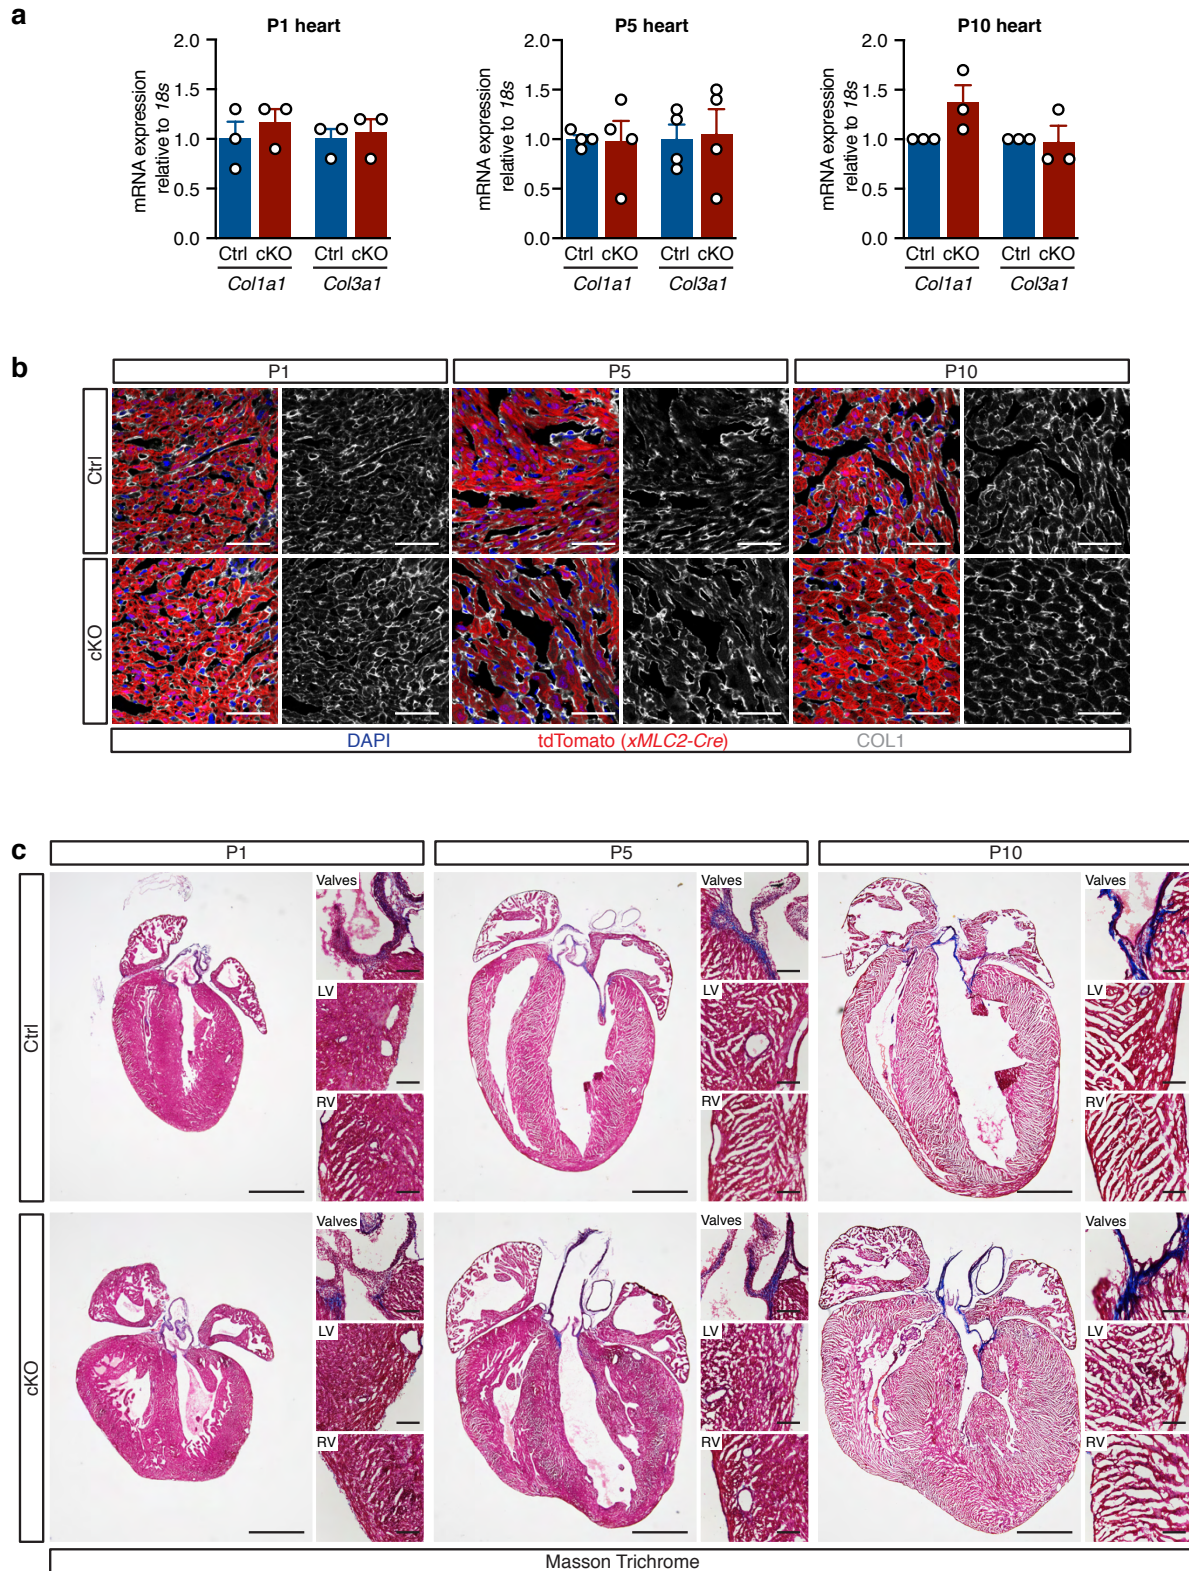 a
P1 heart
P5 heart
P10 heart
mRNA expression
relative to 18s
2.0
1.5
1.0
0.5
0.0
Ctrl cKO Ctrl cKO
Col1a1 Col3a1
mRNA expression
relative to 18s
2.0
1.5
1.0
0.5
0.0
Ctrl cKO Ctrl cKO
Col1a1 Col3a1
mRNA expression
relative to 18s
2.0
1.5
1.0
0.5
0.0
Ctrl cKO Ctrl cKO
Col1a1 Col3a1
b
P1 P5 P10
Ctrl
cKO
DAPI tdTomato (xMLC2-Cre) COL1
c
P1 P5 P10
Ctrl
Valves
LV
RV
Valves
LV
RV
Valves
LV
RV
cKO
Valves
LV
RV
Valves
LV
RV
Valves
LV
RV
Masson Trichrome